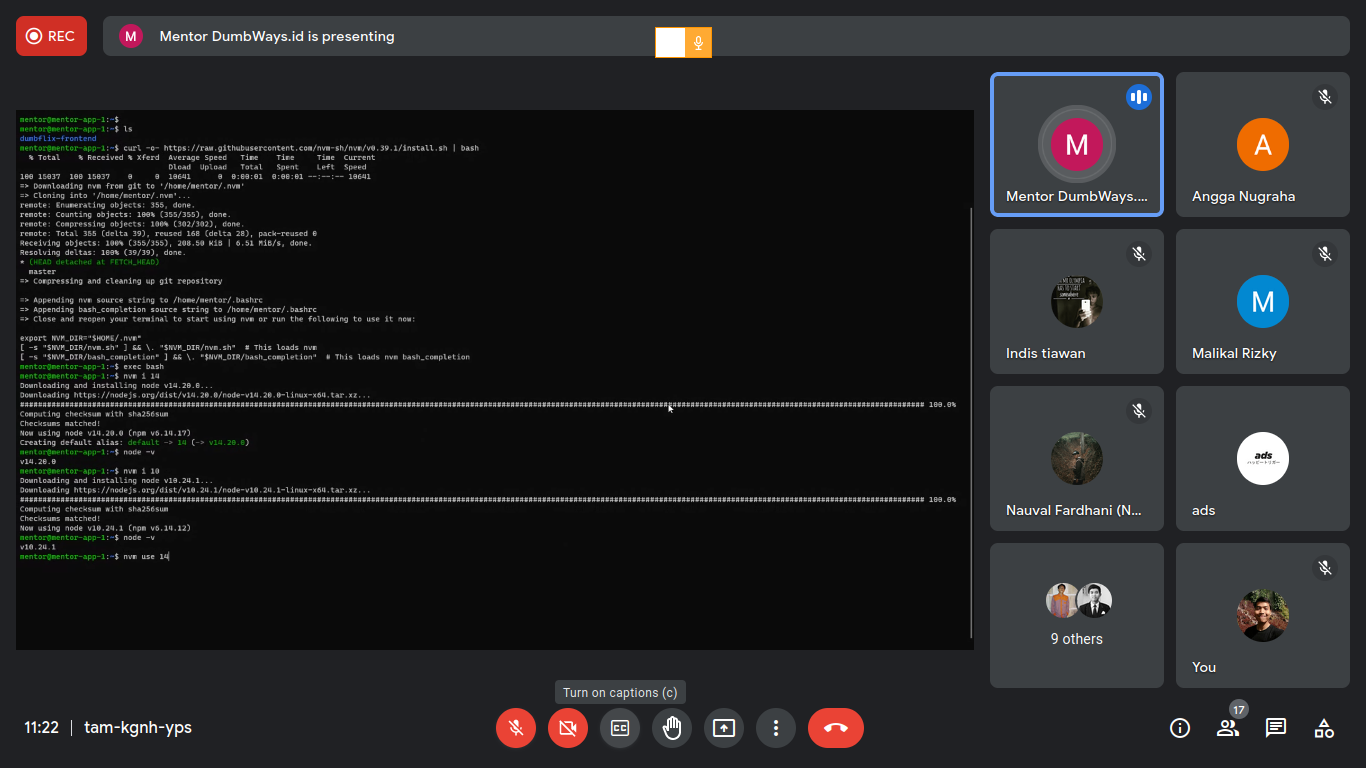 REC
M
Mentor DumbWays.id is presenting
mentor@mentor-app-1:~$
mentor@mentor-app-1:~$ ls
dumbflix-frontend
mentor@mentor-app-1:~$ curl -o- https://raw.githubusercontent.com/nvm-sh/nvm/v0.39.1/install.sh | bash
% Total % Received % Xferd Average Speed Time Time Time Current
Dload Upload Total Spent Left Speed
100 15037 100 15037 0 0 10641 0 0:00:01 0:00:01 --:--:-- 10641
=> Downloading nvm from git to '/home/mentor/.nvm'
=> Cloning into '/home/mentor/.nvm'...
remote: Enumerating objects: 355, done.
remote: Counting objects: 100% (355/355), done.
remote: Compressing objects: 100% (302/302), done.
remote: Total 355 (delta 39), reused 168 (delta 28), pack-reused 0
Receiving objects: 100% (355/355), 208.50 KiB | 6.51 MiB/s, done.
Resolving deltas: 100% (39/39), done.
* (HEAD detached at FETCH_HEAD)
master
=> Compressing and cleaning up git repository
=> Appending nvm source string to /home/mentor/.bashrc
=> Appending bash_completion source string to /home/mentor/.bashrc
=> Close and reopen your terminal to start using nvm or run the following to use it now:
export NVM_DIR="$HOME/.nvm"
[ -s "$NVM_DIR/nvm.sh" ] && \. "$NVM_DIR/nvm.sh" # This loads nvm
[ -s "$NVM_DIR/bash_completion" ] && \. "$NVM_DIR/bash_completion" # This loads nvm bash_completion
mentor@mentor-app-1:~$ exec bash
mentor@mentor-app-1:~$ nvm i 14
Downloading and installing node v14.20.0...
Downloading https://nodejs.org/dist/v14.20.0/node-v14.20.0-linux-x64.tar.xz...
100.0%
Computing checksum with sha256sum
Checksums matched!
Now using node v14.20.0 (npm v6.14.17)
Creating default alias: default -> 14 (-> v14.20.0)
mentor@mentor-app-1:~$ node -v
v14.20.0
mentor@mentor-app-1:~$ nvm i 10
Downloading and installing node v10.24.1...
Downloading https://nodejs.org/dist/v10.24.1/node-v10.24.1-linux-x64.tar.xz...
100.0%
Computing checksum with sha256sum
Checksums matched!
Now using node v10.24.1 (npm v6.14.12)
mentor@mentor-app-1:~$ node -v
v10.24.1
mentor@mentor-app-1:~$ nvm use 14
M
Mentor DumbWays....
A
Angga Nugraha
Indis tiawan
M
Malikal Rizky
Nauval Fardhani (N...
ads
ads
9 others
You
Turn on captions (c)
11:22 | tam-kgnh-yps
CC
17